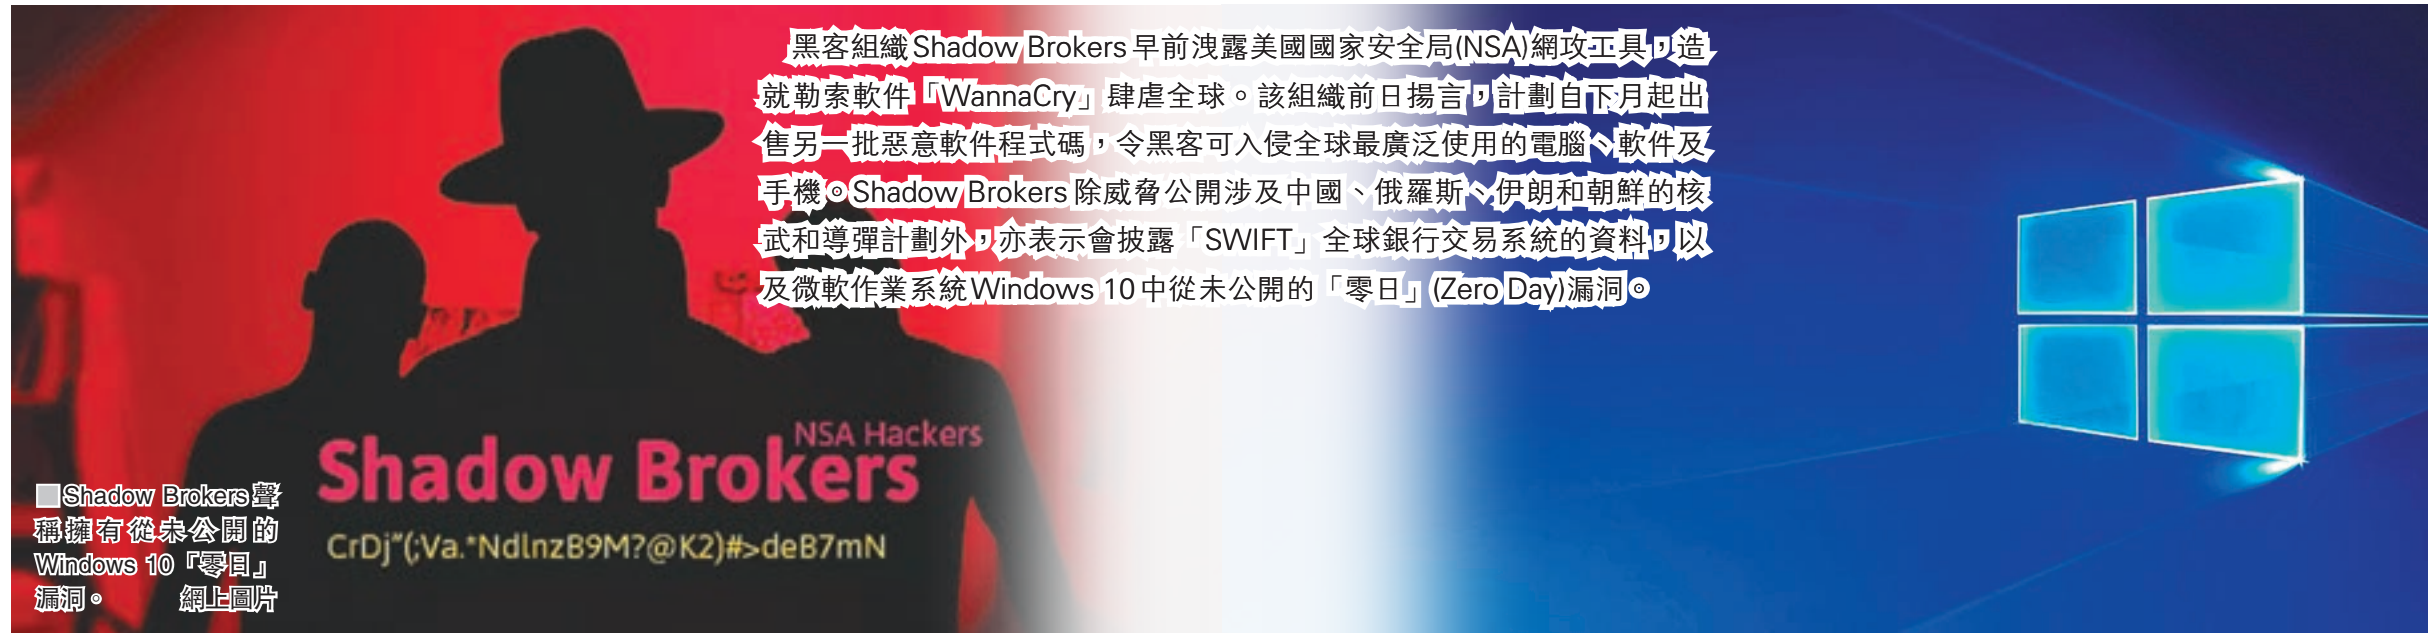 黑客組織Shadow Brokers早前洩露美國國家安全局(NSA)網攻工具，造
就勒索軟件「WannaCry」肆虐全球。該組織前日揚言，計劃自下月起出
售另一批惡意軟件程式碼，令黑客可入侵全球最廣泛使用的電腦、軟件及
手機。Shadow Brokers除威脅公開涉及中國、俄羅斯、伊朗和朝鮮的核
武和導彈計劃外，亦表示會披露「SWIFT」全球銀行交易系統的資料，以
及微軟作業系統Windows 10中從未公開的「零日」(Zero Day)漏洞。
NSA Hackers
Shadow Brokers
CrDj"(;Va.*NdlnzB9M?@K2)#>deB7mN
■Shadow Brokers聲
稱擁有從未公開的
Windows 10「零日」
漏洞。 網上圖片